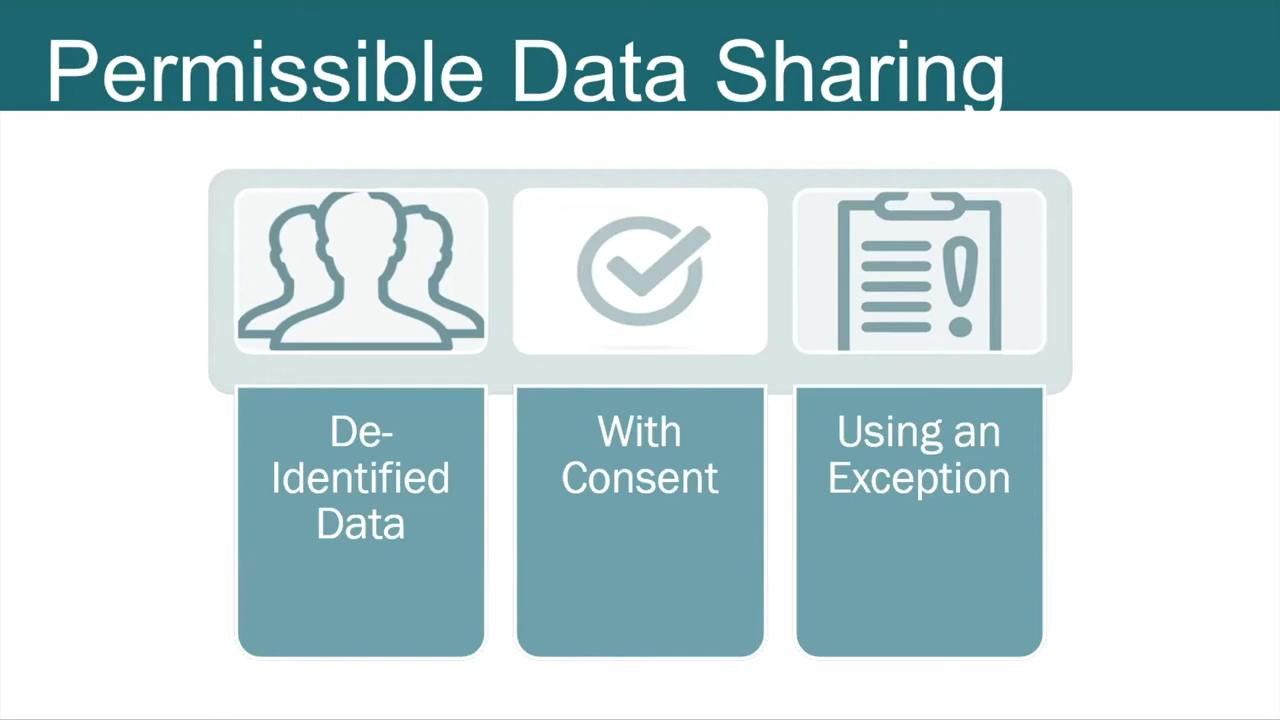 Permissible Data Sharing
De-
Identified
Data
With
Consent
Using an
Exception